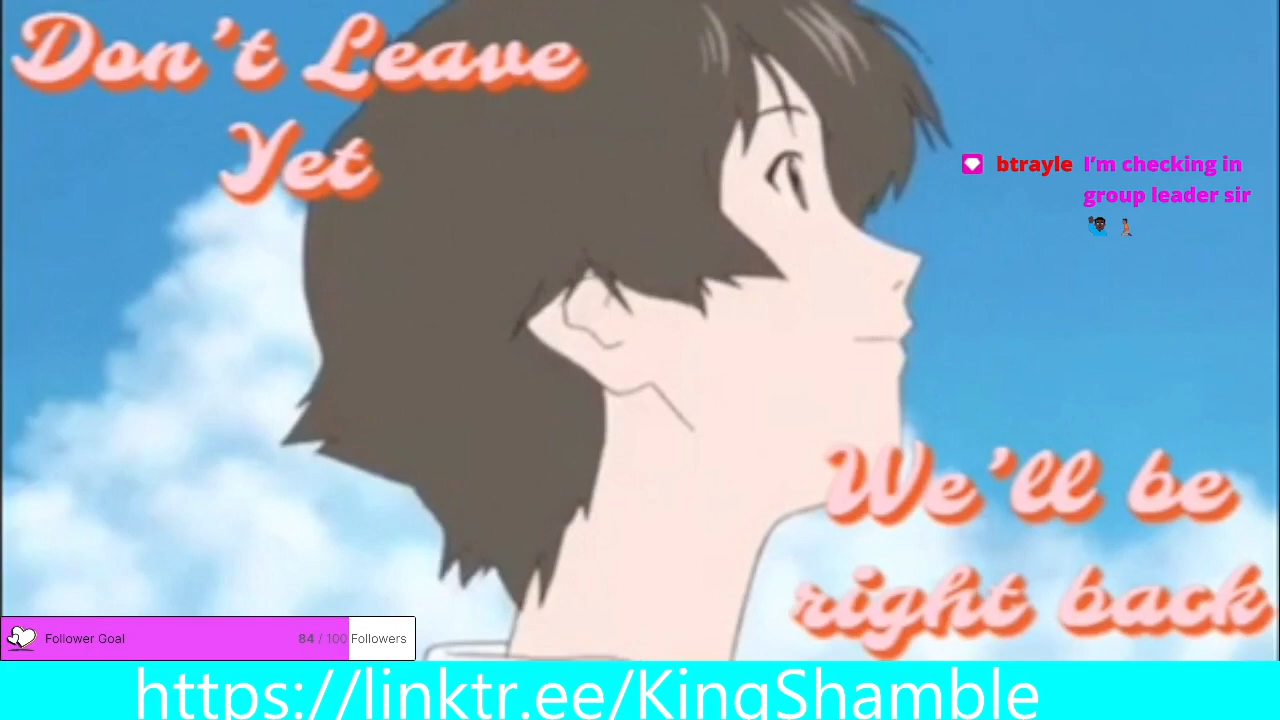 Don't Leave
Yet
btrayle I'm checking in
group leader sir
We'll be
right back
Follower Goal 84 / 100 Followers
https://linktr.ee/KingShamble